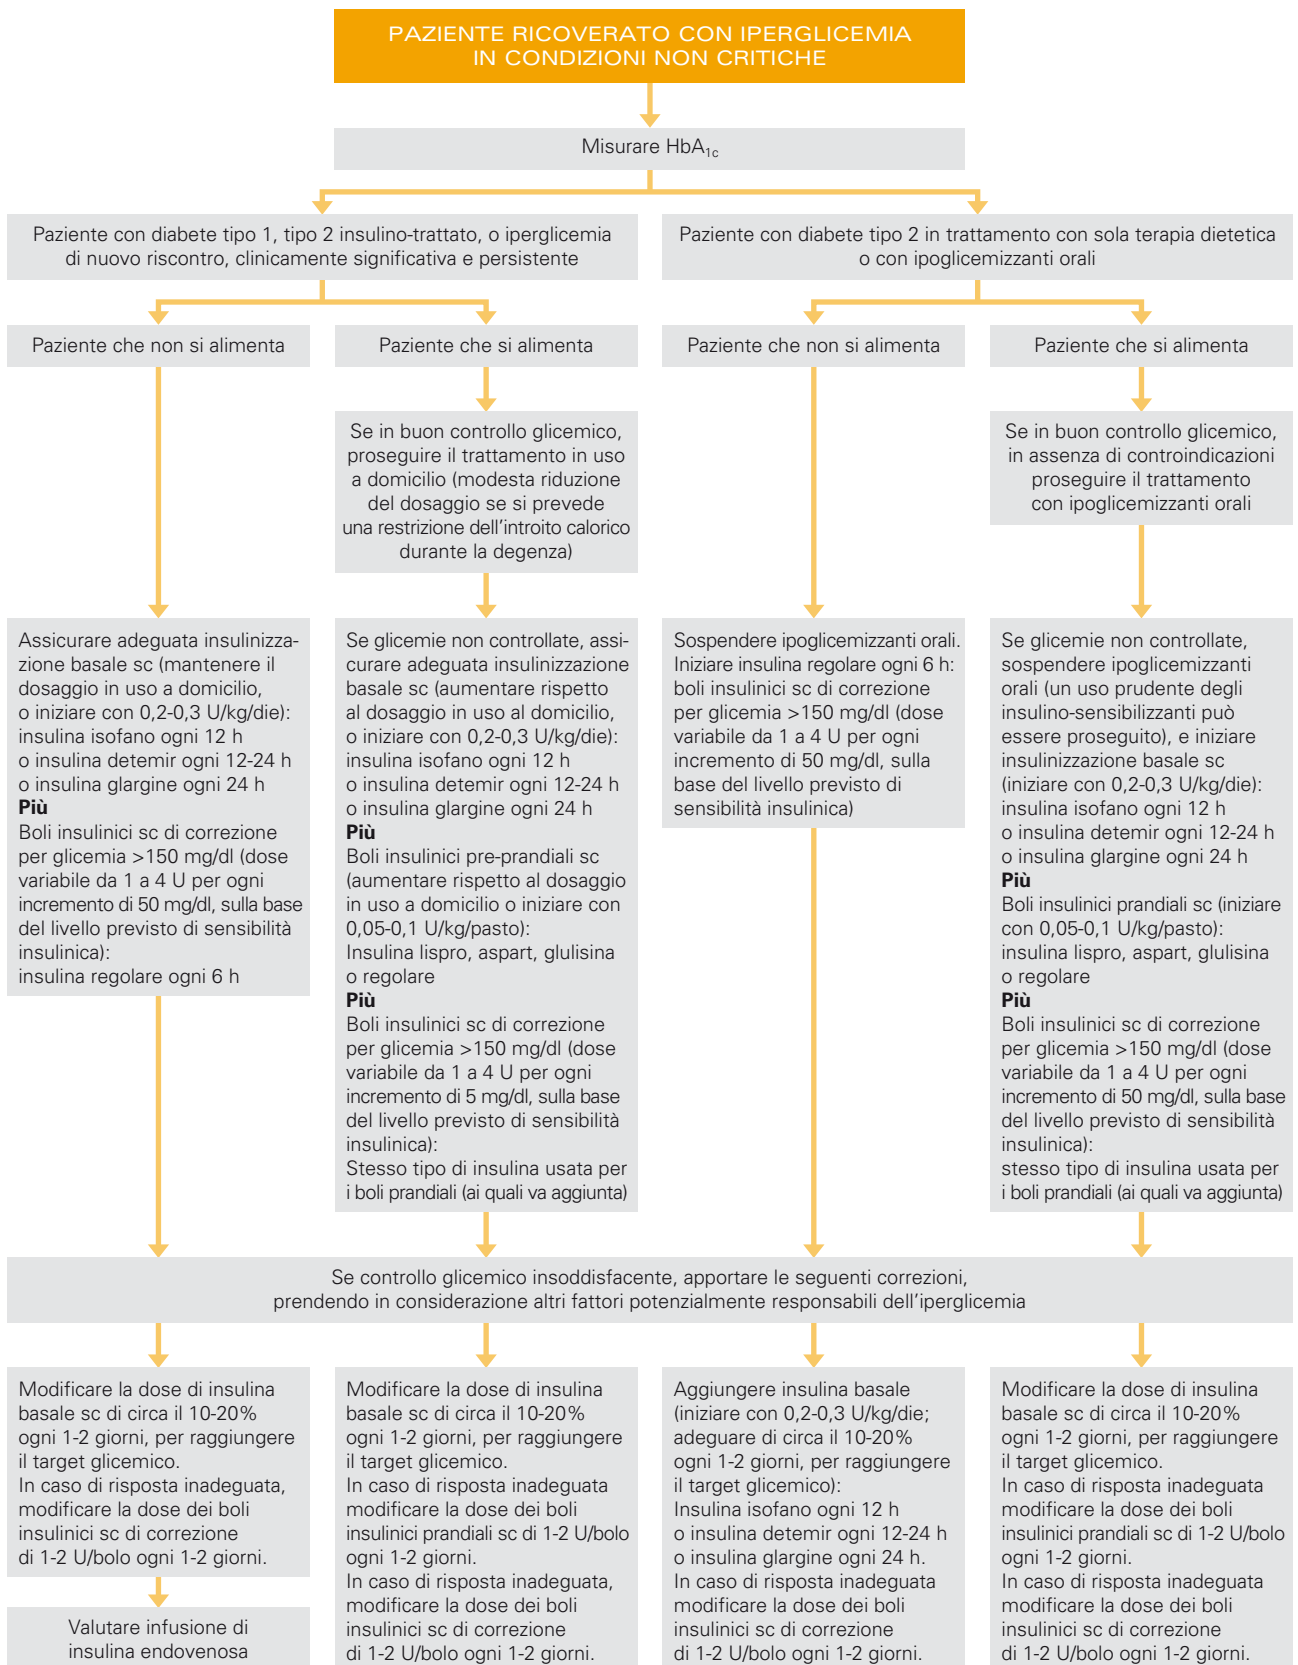 PAZIENTE RICOVERATO CON IPERGLICEMIA
IN CONDIZIONI NON CRITICHE
Misurare HbA1c
Paziente con diabete tipo 1, tipo 2 insulino-trattato, o iperglicemia
di nuovo riscontro, clinicamente significativa e persistente
Paziente con diabete tipo 2 in trattamento con sola terapia dietetica
o con ipoglicemizzanti orali
Paziente che non si alimenta
Paziente che si alimenta
Paziente che non si alimenta
Paziente che si alimenta
Se in buon controllo glicemico,
proseguire il trattamento in uso
a domicilio (modesta riduzione
del dosaggio se si prevede
una restrizione dell'introito calorico
durante la degenza)
Se in buon controllo glicemico,
in assenza di controindicazioni
proseguire il trattamento
con ipoglicemizzanti orali
Assicurare adeguata insulinizza-
zione basale sc (mantenere il
dosaggio in uso a domicilio,
o iniziare con 0,2-0,3 U/kg/die):
insulina isofano ogni 12 h
o insulina detemir ogni 12-24 h
o insulina glargine ogni 24 h
Più
Boli insulinici sc di correzione
per glicemia >150 mg/dl (dose
variabile da 1 a 4 U per ogni
incremento di 50 mg/dl, sulla base
del livello previsto di sensibilità
insulinica):
insulina regolare ogni 6 h
Se glicemie non controllate, assi-
curare adeguata insulinizzazione
basale sc (aumentare rispetto
al dosaggio in uso al domicilio,
o iniziare con 0,2-0,3 U/kg/die):
insulina isofano ogni 12 h
o insulina detemir ogni 12-24 h
o insulina glargine ogni 24 h
Più
Boli insulinici pre-prandiali sc
(aumentare rispetto al dosaggio
in uso a domicilio o iniziare con
0,05-0,1 U/kg/pasto):
Insulina lispro, aspart, glulisina
o regolare
Più
Boli insulinici sc di correzione
per glicemia >150 mg/dl (dose
variabile da 1 a 4 U per ogni
incremento di 5 mg/dl, sulla base
del livello previsto di sensibilità
insulinica):
Stesso tipo di insulina usata per
i boli prandiali (ai quali va aggiunta)
Sospendere ipoglicemizzanti orali.
Iniziare insulina regolare ogni 6 h:
boli insulinici sc di correzione
per glicemia >150 mg/dl (dose
variabile da 1 a 4 U per ogni
incremento di 50 mg/dl, sulla
base del livello previsto di
sensibilità insulinica)
Se glicemie non controllate,
sospendere ipoglicemizzanti
orali (un uso prudente degli
insulino-sensibilizzanti può
essere proseguito), e iniziare
insulinizzazione basale sc
(iniziare con 0,2-0,3 U/kg/die):
insulina isofano ogni 12 h
o insulina detemir ogni 12-24 h
o insulina glargine ogni 24 h
Più
Boli insulinici prandiali sc (iniziare
con 0,05-0,1 U/kg/pasto):
insulina lispro, aspart, glulisina
o regolare
Più
Boli insulinici sc di correzione
per glicemia >150 mg/dl (dose
variabile da 1 a 4 U per ogni
incremento di 50 mg/dl, sulla base
del livello previsto di sensibilità
insulinica):
stesso tipo di insulina usata per
i boli prandiali (ai quali va aggiunta)
Se controllo glicemico insoddisfacente, apportare le seguenti correzioni,
prendendo in considerazione altri fattori potenzialmente responsabili dell'iperglicemia
Modificare la dose di insulina
basale sc di circa il 10-20%
ogni 1-2 giorni, per raggiungere
il target glicemico.
In caso di risposta inadeguata,
modificare la dose dei boli
insulinici sc di correzione
di 1-2 U/bolo ogni 1-2 giorni.
Valutare infusione di
insulina endovenosa
Modificare la dose di insulina
basale sc di circa il 10-20%
ogni 1-2 giorni, per raggiungere
il target glicemico.
In caso di risposta inadeguata
modificare la dose dei boli
insulinici prandiali sc di 1-2 U/bolo
ogni 1-2 giorni.
In caso di risposta inadeguata,
modificare la dose dei boli
insulinici sc di correzione
di 1-2 U/bolo ogni 1-2 giorni.
Aggiungere insulina basale
(iniziare con 0,2-0,3 U/kg/die;
adeguare di circa il 10-20%
ogni 1-2 giorni, per raggiungere
il target glicemico):
Insulina isofano ogni 12 h
o insulina detemir ogni 12-24 h
o insulina glargine ogni 24 h.
In caso di risposta inadeguata
modificare la dose dei boli
insulinici sc di correzione
di 1-2 U/bolo ogni 1-2 giorni.
Modificare la dose di insulina
basale sc di circa il 10-20%
ogni 1-2 giorni, per raggiungere
il target glicemico.
In caso di risposta inadeguata
modificare la dose dei boli
insulinici prandiali sc di 1-2 U/bolo
ogni 1-2 giorni.
In caso di risposta inadeguata
modificare la dose dei boli
insulinici sc di correzione
di 1-2 U/bolo ogni 1-2 giorni.